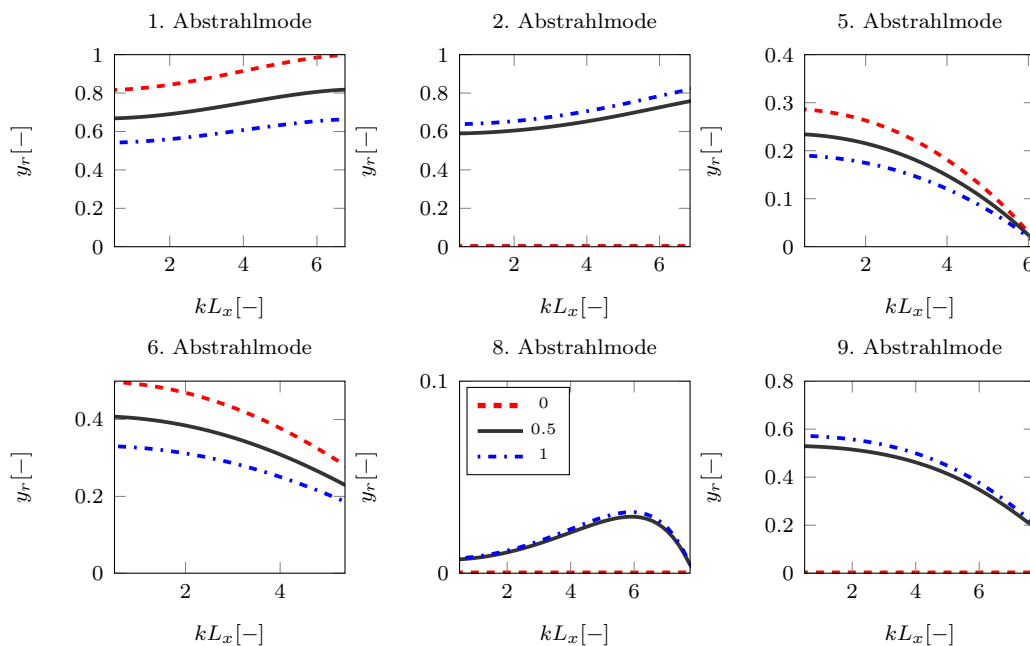 1. Abstrahlmode
1
0.8
0.6
0.4
0.2
0
2 4 6
y_r[−]
kL_x[−]
2. Abstrahlmode
1
0.8
0.6
0.4
0.2
0
2 4 6
y_r[−]
kL_x[−]
5. Abstrahlmode
0.4
0.3
0.2
0.1
0
2 4 6
y_r[−]
kL_x[−]
6. Abstrahlmode
0.4
0.2
0
2 4
y_r[−]
kL_x[−]
8. Abstrahlmode
0.1
0
0
0.5
1
2 4 6
y_r[−]
kL_x[−]
9. Abstrahlmode
0.8
0.6
0.4
0.2
0
2 4 6
y_r[−]
kL_x[−]